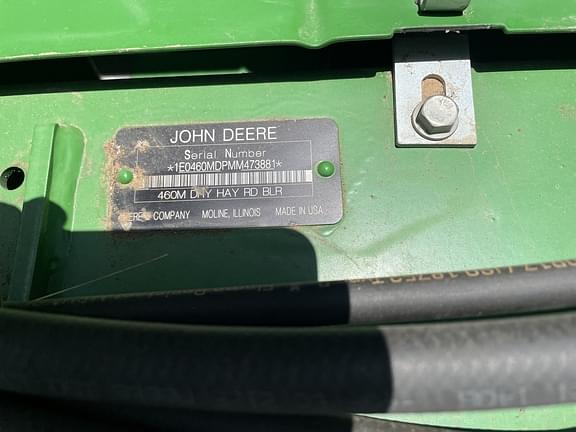 JOHN DEERE
Serial Number
*1E0460MDPMM473881*
460M DRY HAY RD BLR
DEERE & COMPANY MOLINE, ILLINOIS MADE IN USA